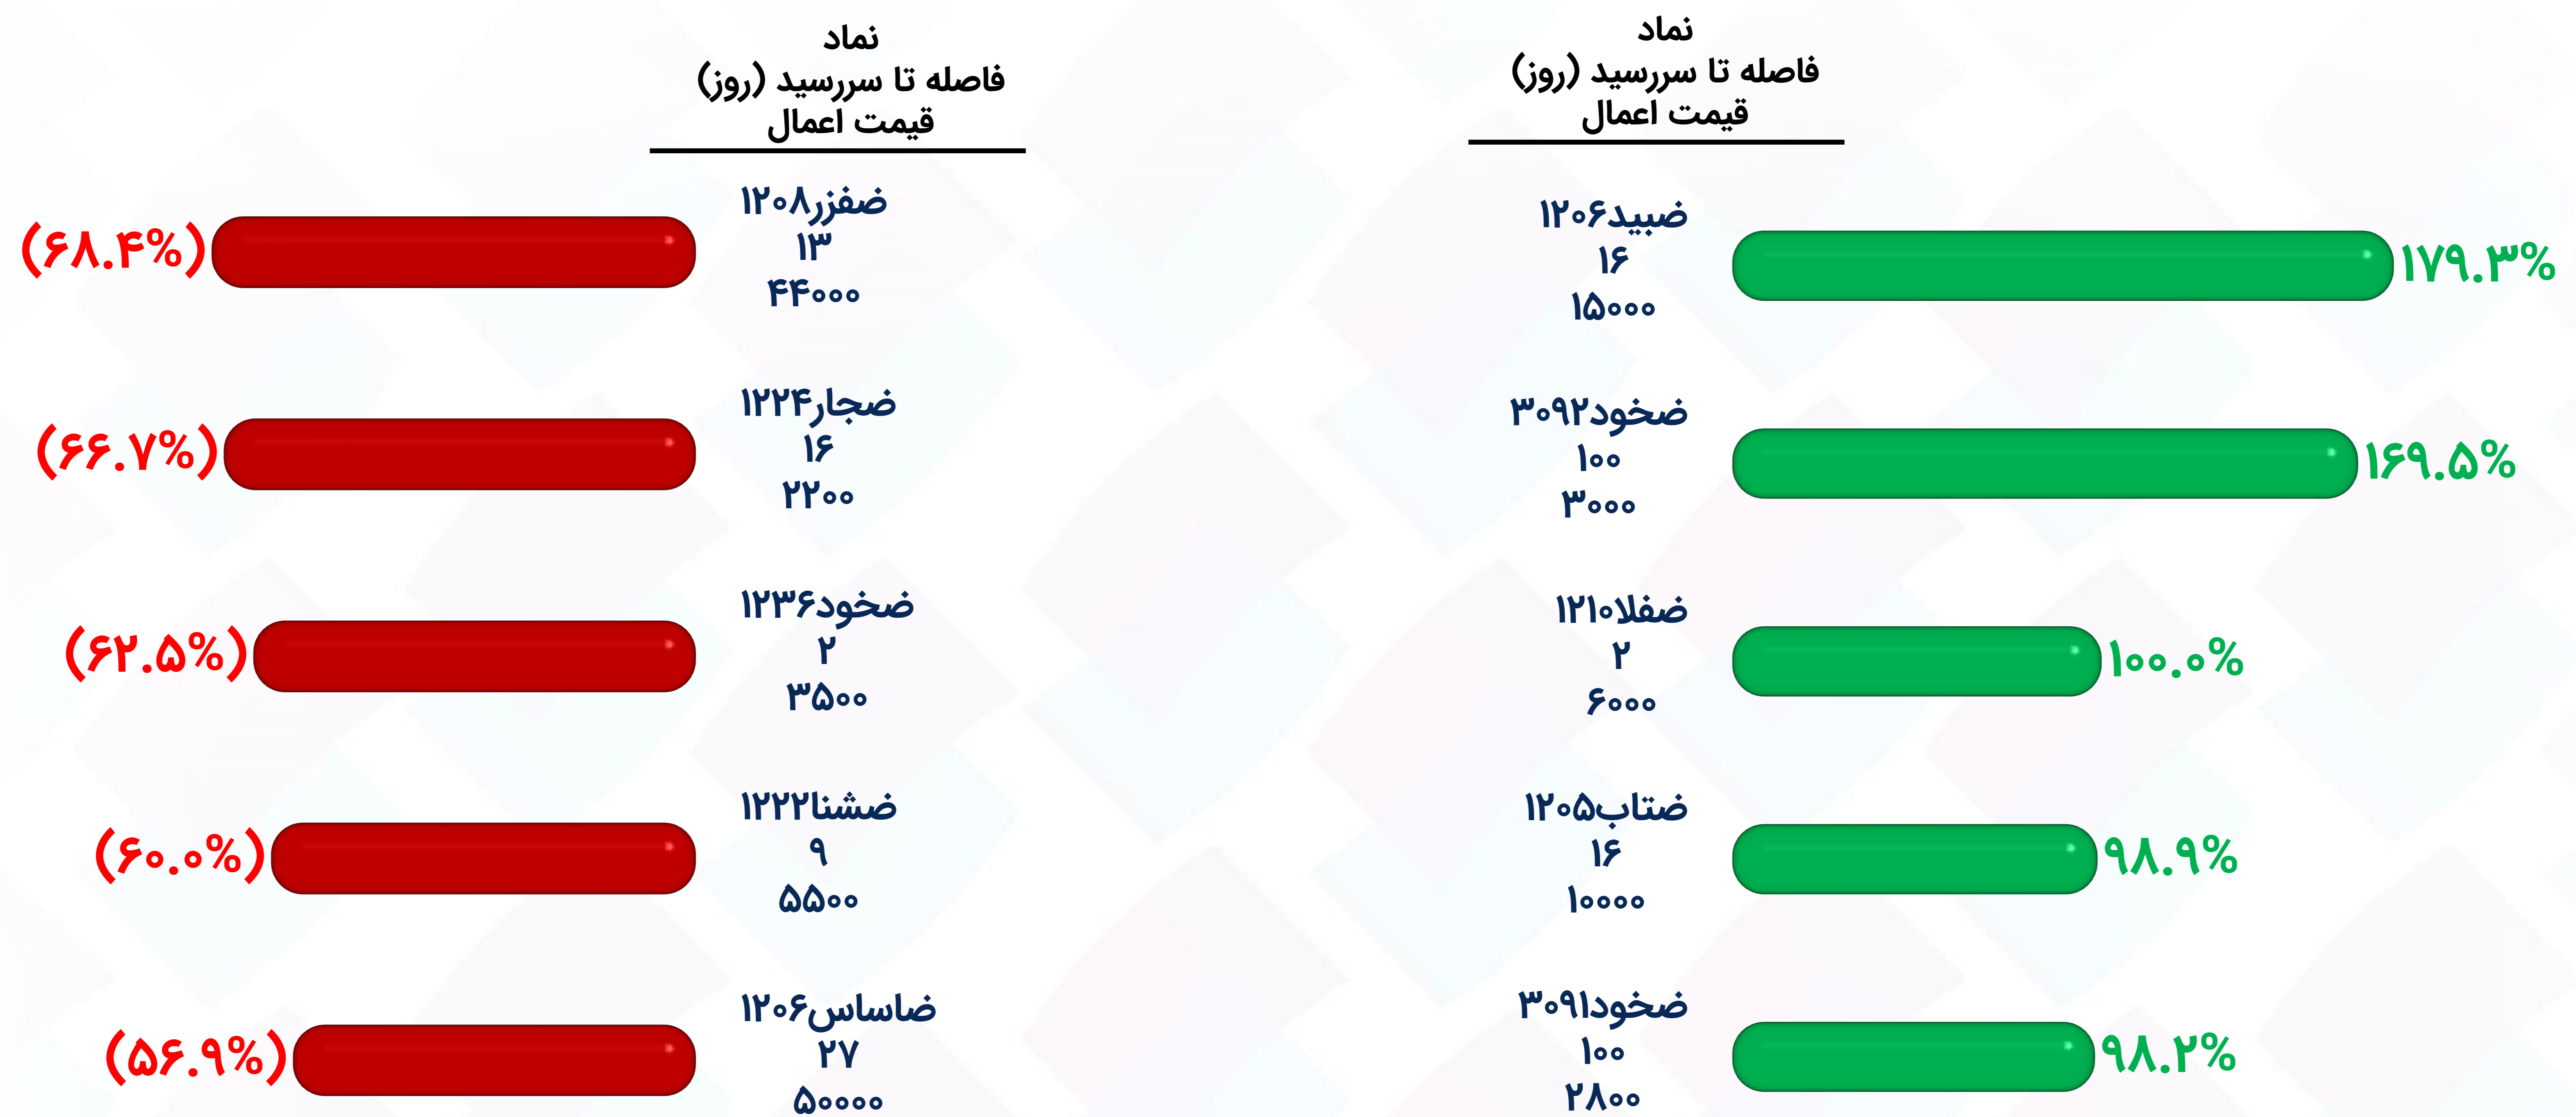 نماد
فاصله تا سررسید (روز)
قیمت اعمال
ضبید۱۲۰۶
۱۶
۱۵۰۰۰
۱۷۹.۳%
ضخود۳۰۹۲
۱۰۰
۳۰۰۰
۱۶۹.۵%
ضفلا۱۲۱۰
۲
۶۰۰۰
۱۰۰.۰%
ضتاب۱۲۰۵
۱۶
۱۰۰۰۰
۹۸.۹%
ضخود۳۰۹۱
۱۰۰
۲۸۰۰
۹۸.۲%
نماد
فاصله تا سررسید (روز)
قیمت اعمال
ضفزر۱۲۰۸
۱۳
۴۴۰۰۰
(۶۸.۴%)
ضجار۱۲۲۴
۱۶
۲۲۰۰
(۶۶.۷%)
ضخود۱۲۳۶
۲
۳۵۰۰
(۶۲.۵%)
ضشنا۱۲۲۲
۹
۵۵۰۰
(۶۰.۰%)
ضاساس۱۲۰۶
۲۷
۵۰۰۰۰
(۵۶.۹%)